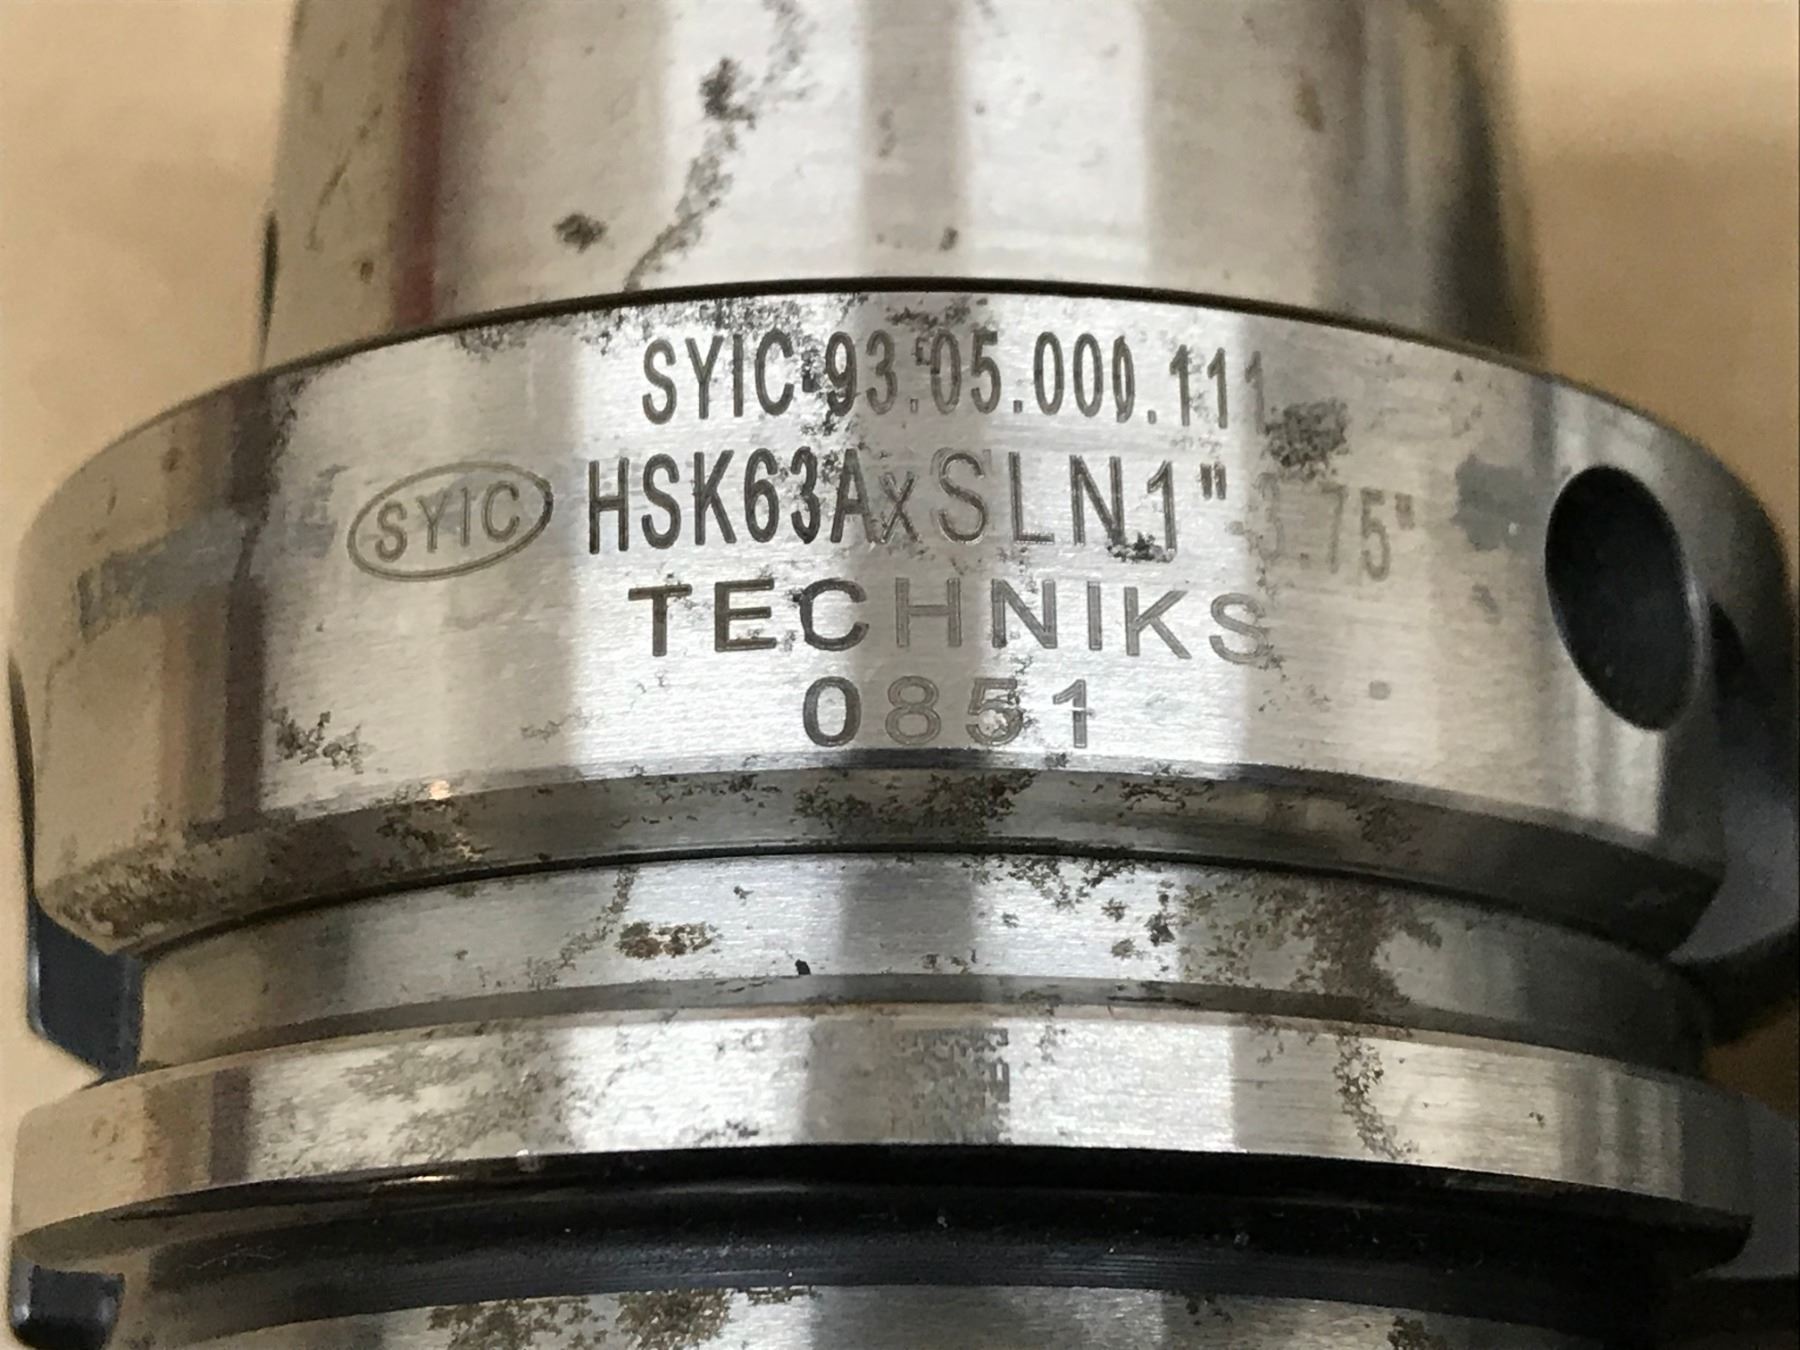 SYIC-93.05.000.111
SYIC HSK63AxSLN1"-3.75"
TECHNIKS
0851